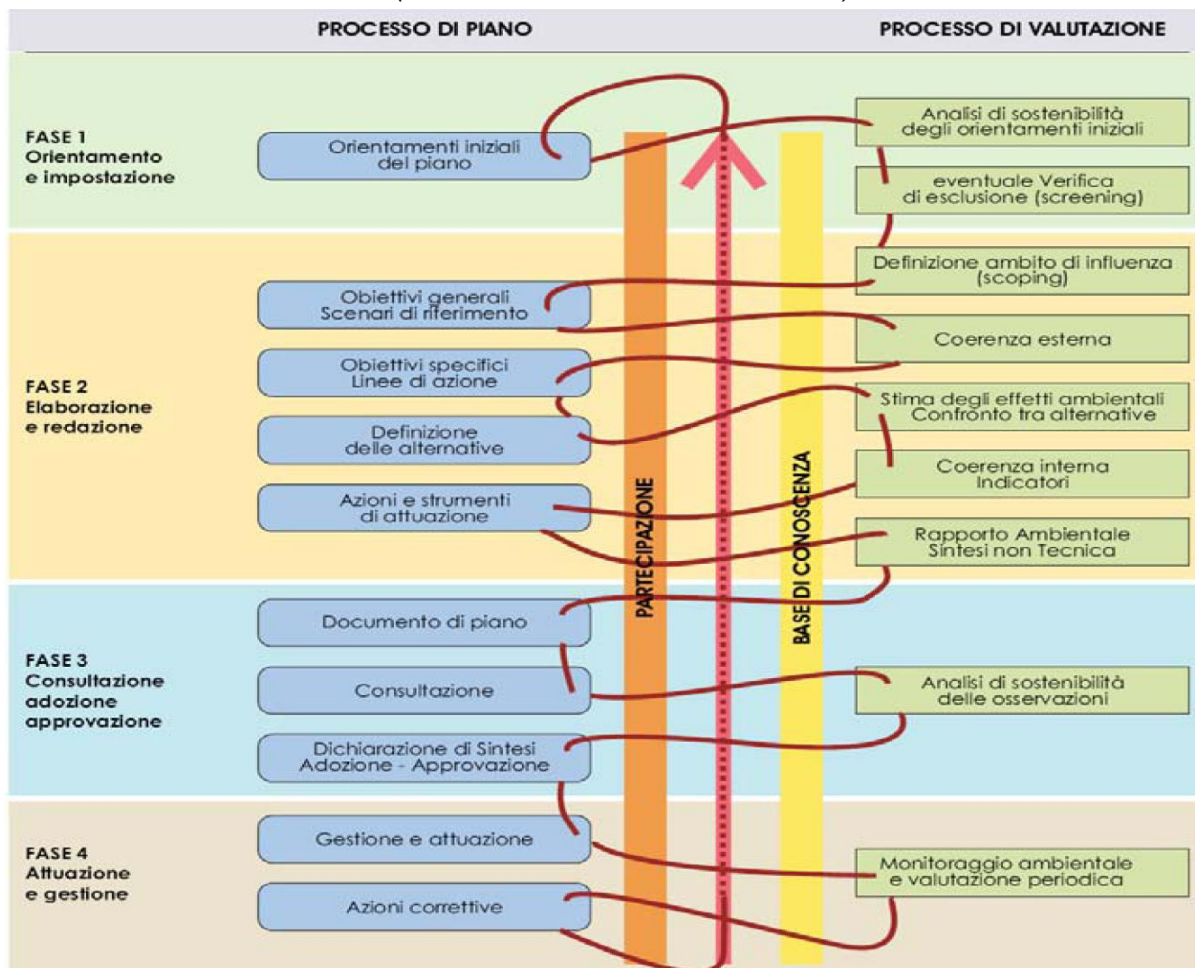 PROCESSO DI PIANO
PROCESSO DI VALUTAZIONE
FASE 1
Orientamento
e impostazione
Orientamenti iniziali
del piano
Analisi di sostenibilità
degli orientamenti iniziali
eventuale Verifica
di esclusione (screening)
FASE 2
Elaborazione
e redazione
Obiettivi generali
Scenari di riferimento
Obiettivi specifici
Linee di azione
Definizione
delle alternative
Azioni e strumenti
di attuazione
Definizione ambito di influenza
(scoping)
Coerenza esterna
Stima degli effetti ambientali
Confronto tra alternative
Coerenza interna
Indicatori
Rapporto Ambientale
Sintesi non Tecnica
PARTECIPAZIONE
BASE DI CONOSCENZA
FASE 3
Consultazione
adozione
approvazione
Documento di piano
Consultazione
Dichiarazione di Sintesi
Adozione - Approvazione
Analisi di sostenibilità
delle osservazioni
FASE 4
Attuazione
e gestione
Gestione e attuazione
Azioni correttive
Monitoraggio ambientale
e valutazione periodica